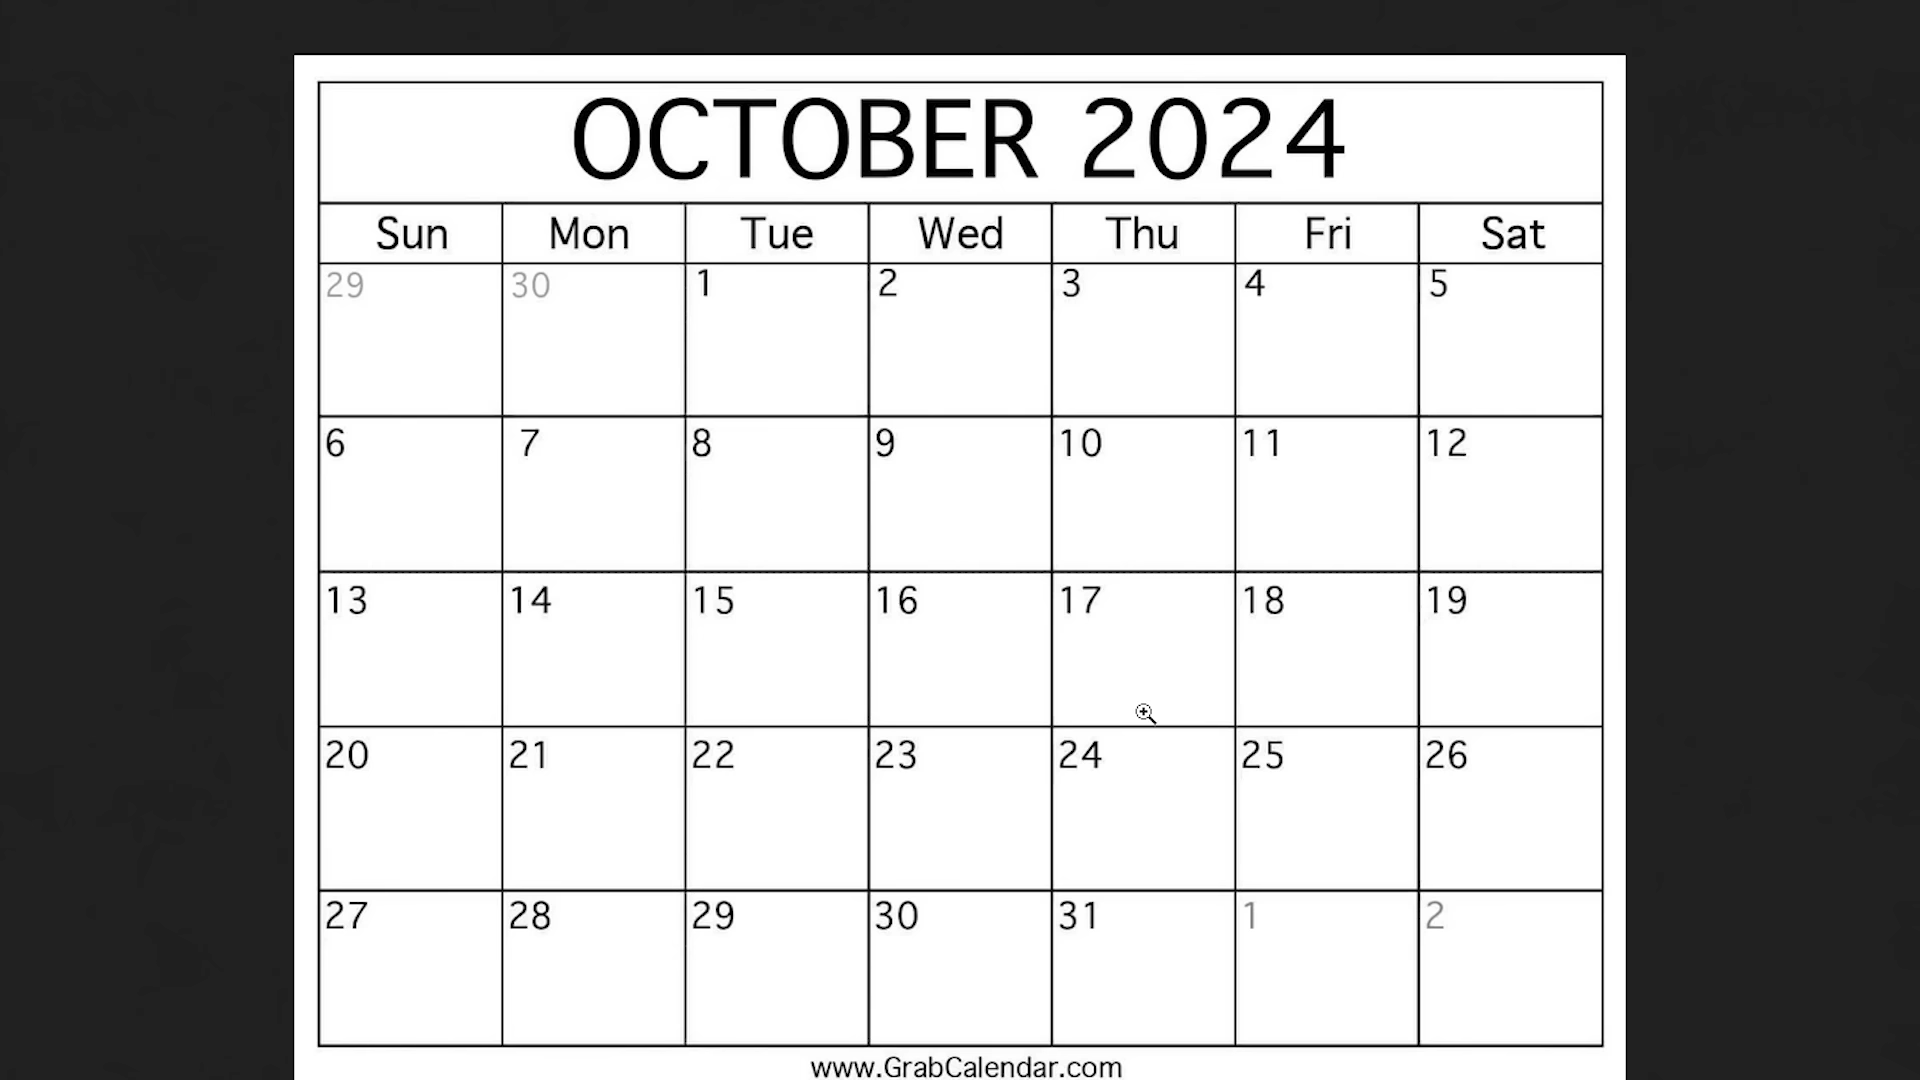 OCTOBER 2024
Sun Mon Tue Wed Thu Fri Sat
29 30 1 2 3 4 5
6 7 8 9 10 11 12
13 14 15 16 17 18 19
20 21 22 23 24 25 26
27 28 29 30 31 1 2
www.GrabCalendar.com